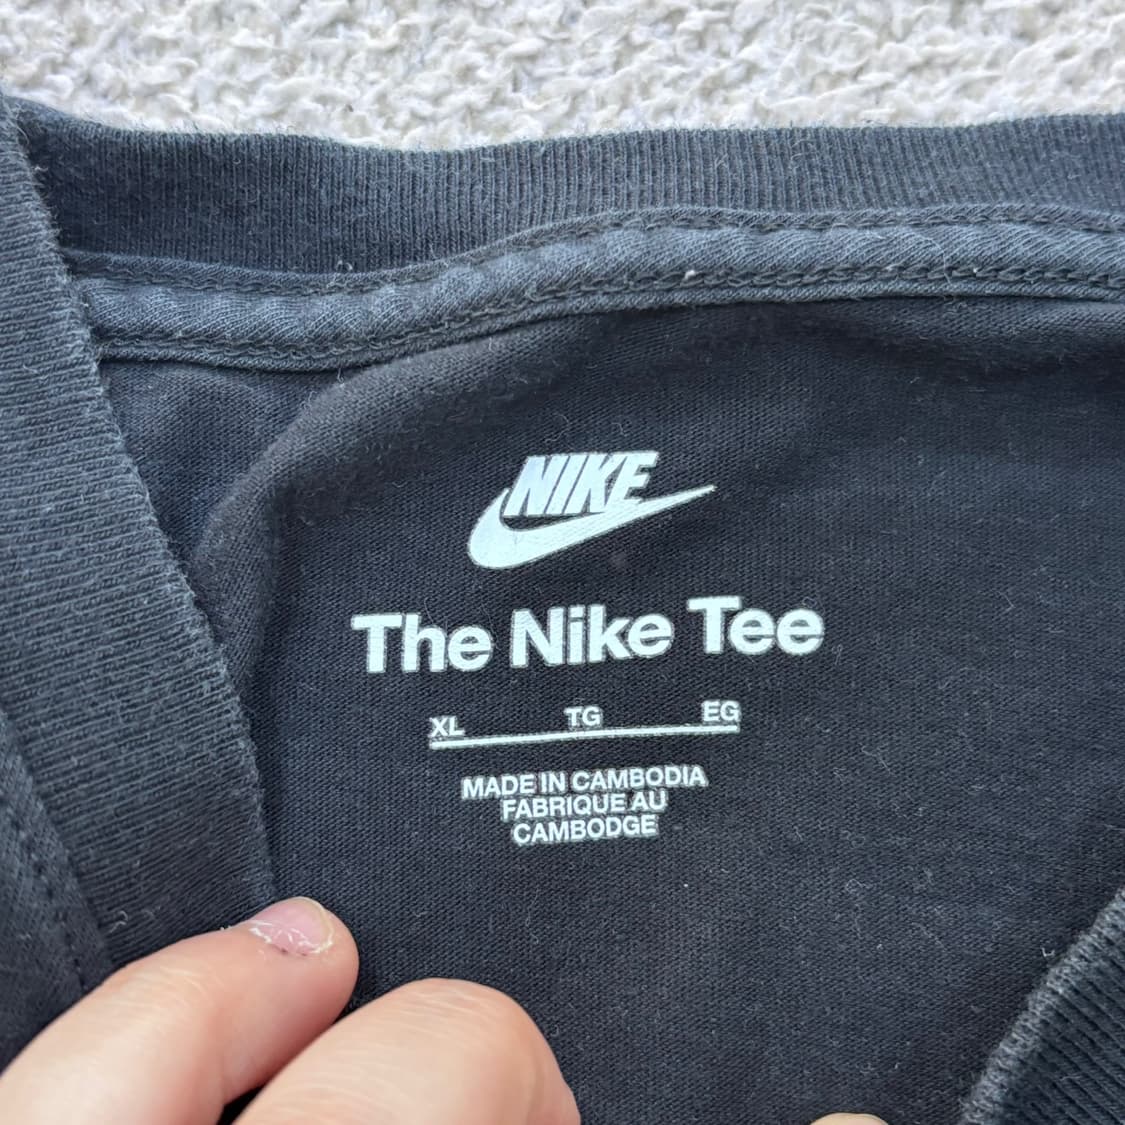 NIKE
The Nike Tee
XL TG EG
MADE IN CAMBODIA
FABRIQUE AU
CAMBODGE